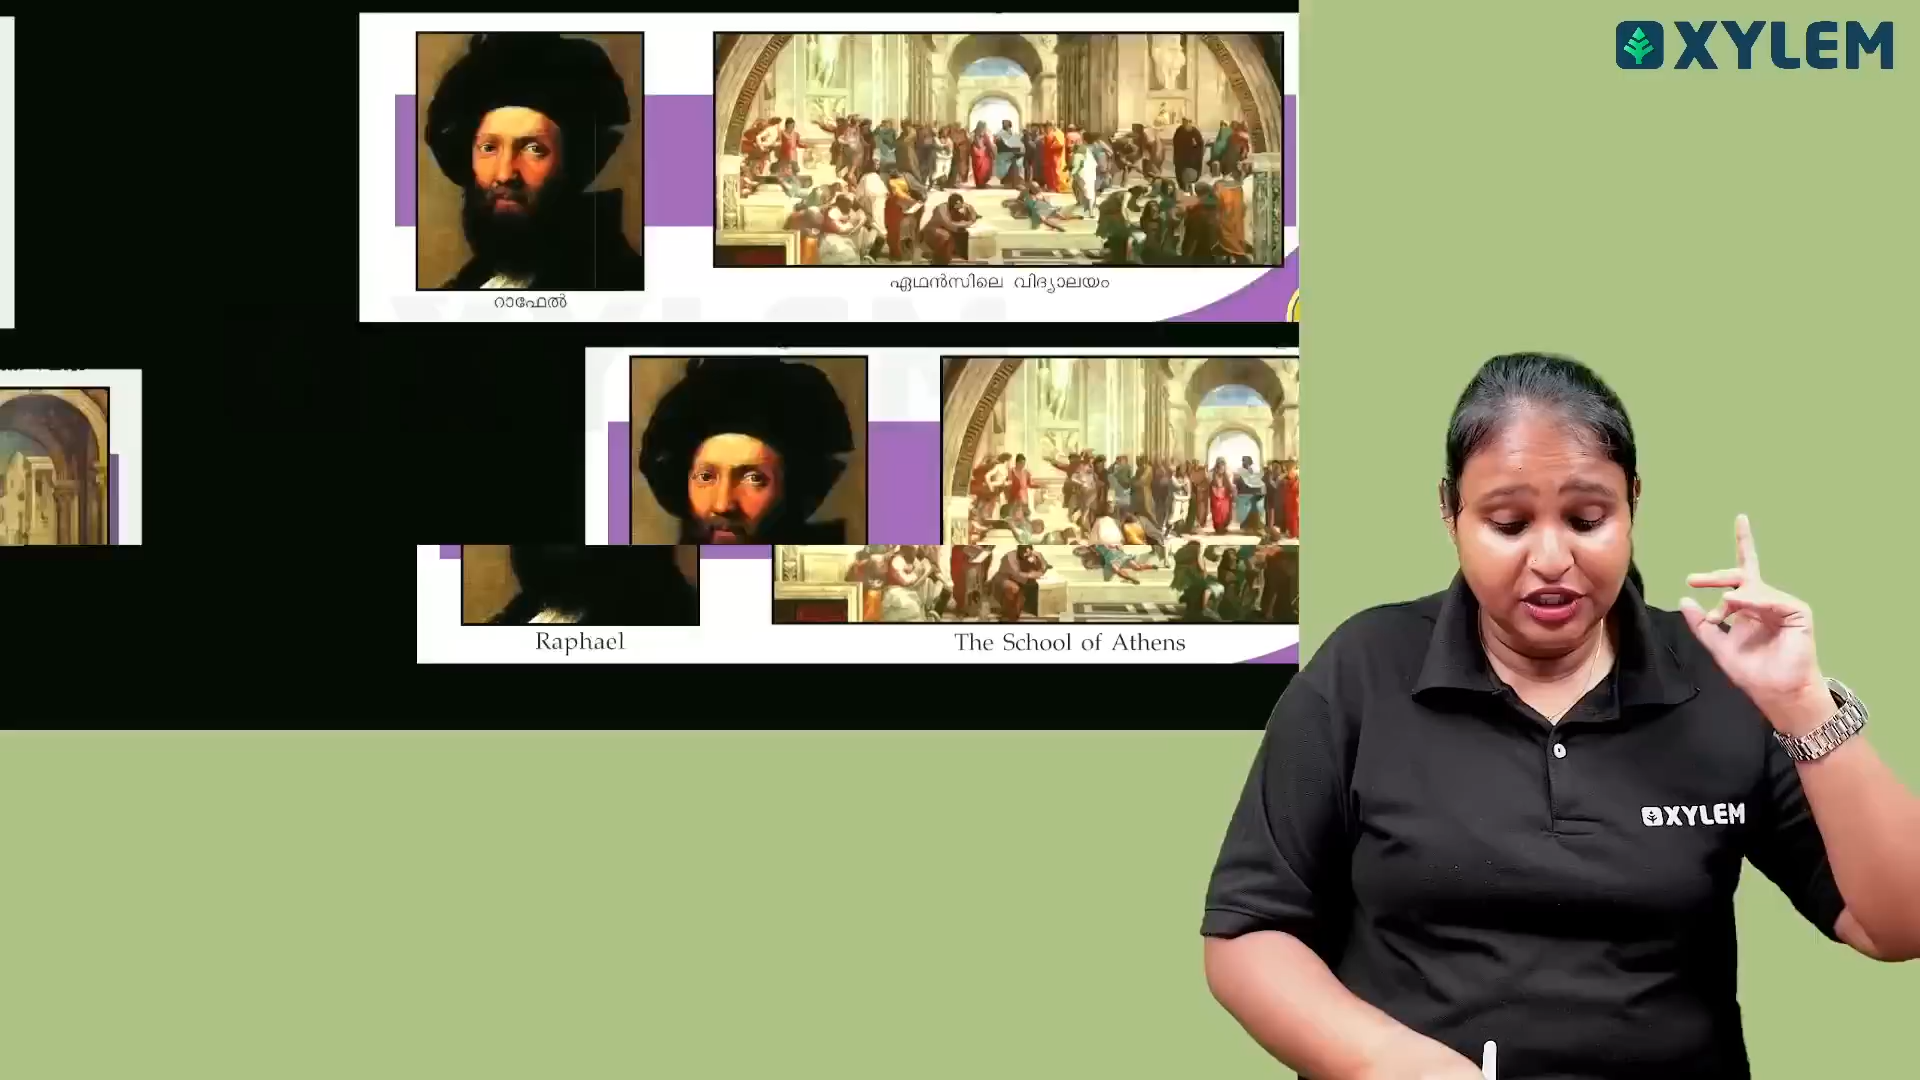 XYLEM
ഏഥൻസിലെ വിദ്യാലയം
റാഫേൽ
Raphael
The School of Athens
XYLEM